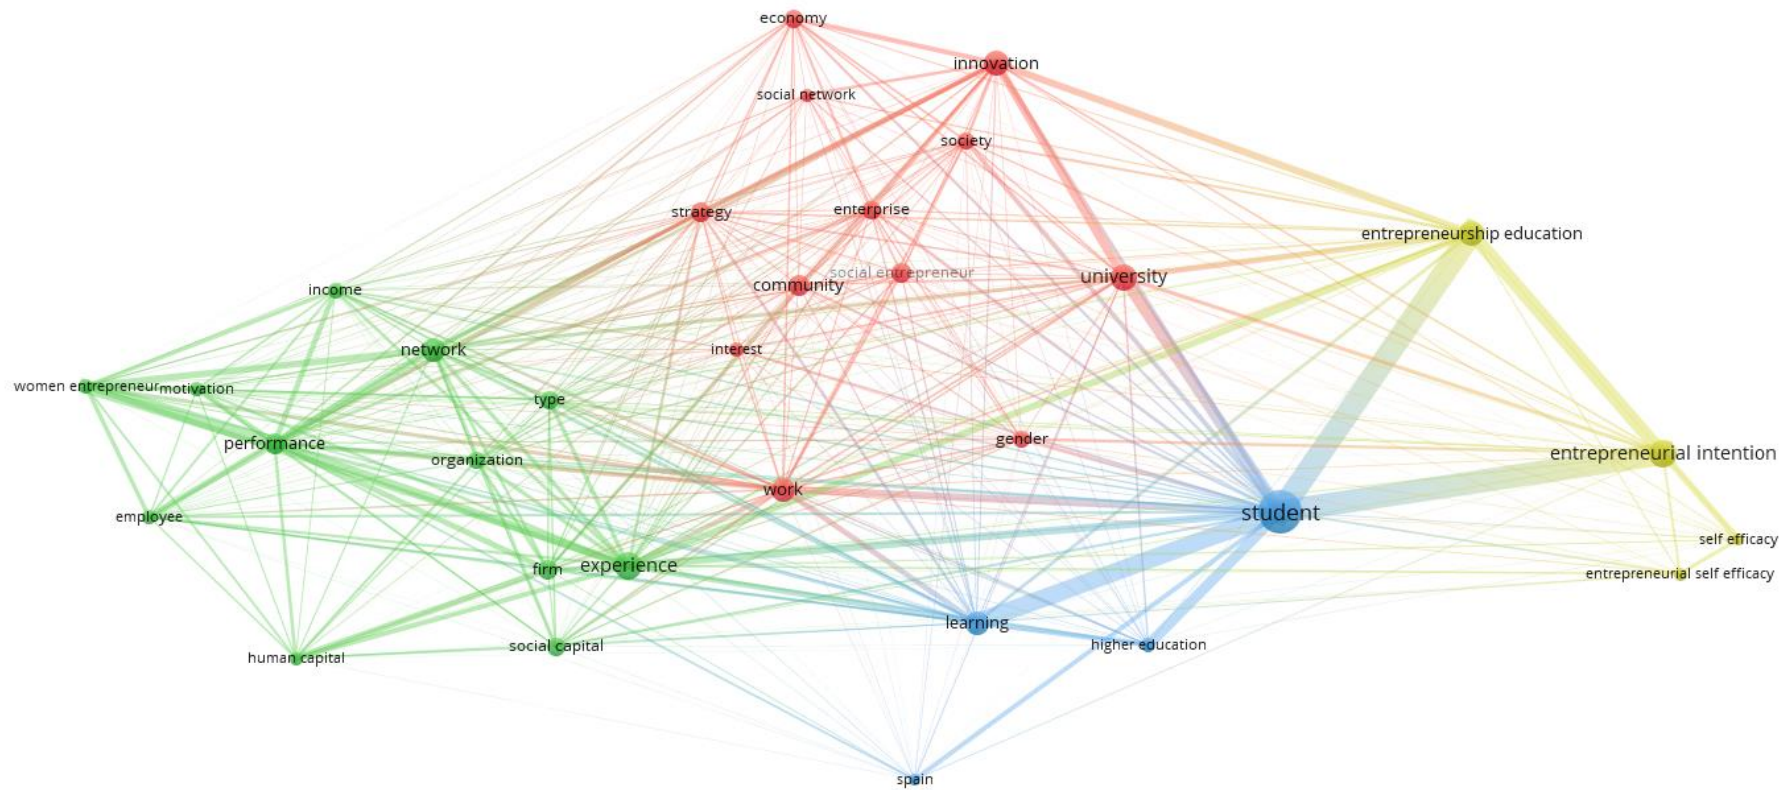 economy
innovation
social network
society
strategy
enterprise
entrepreneurship education
social entrepreneur
university
community
income
interest
network
women entrepreneur
motivation
type
gender
performance
organization
entrepreneurial intention
work
student
employee
self efficacy
firm
experience
entrepreneurial self efficacy
learning
higher education
social capital
human capital
spain